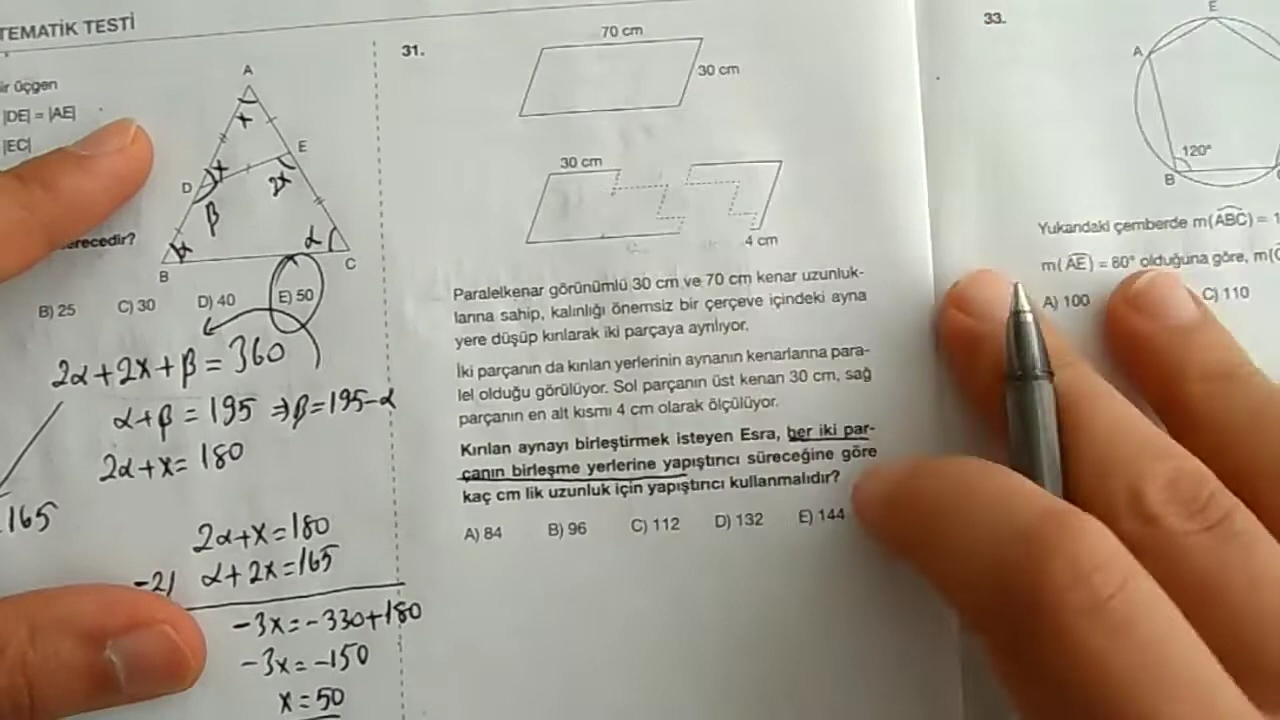 TEMATİK TESTİ
ir üçgen
|DE| = |AE|
|EC|
erecedir?
A
x
x
E
D
2x
β
α
α
B
C
B) 25 C) 30 D) 40 E) 50
2α+2x+β = 360
α+β = 195 ⇒ β=195-α
2α+x= 180
165
2α+x=180
-2/ α+2x=165
-3x=-330+180
-3x=-150
x=50
31.
70 cm
30 cm
30 cm
4 cm
Paralelkenar görünümlü 30 cm ve 70 cm kenar uzunluk-
larına sahip, kalınlığı önemsiz bir çerçeve içindeki ayna
yere düşüp kırılarak iki parçaya ayrılıyor.
İki parçanın da kırılan yerlerinin aynanın kenarlarına para-
lel olduğu görülüyor. Sol parçanın üst kenarı 30 cm, sağ
parçanın en alt kısmı 4 cm olarak ölçülüyor.
Kırılan aynayı birleştirmek isteyen Esra, her iki par-
çanın birleşme yerlerine yapıştırıcı süreceğine göre
kaç cm lik uzunluk için yapıştırıcı kullanmalıdır?
A) 84 B) 96 C) 112 D) 132 E) 144
33.
E
A
120°
B
Yukarıdaki çemberde m(ABC) = 1
m(AE) = 80° olduğuna göre, m(
A) 100 C) 110